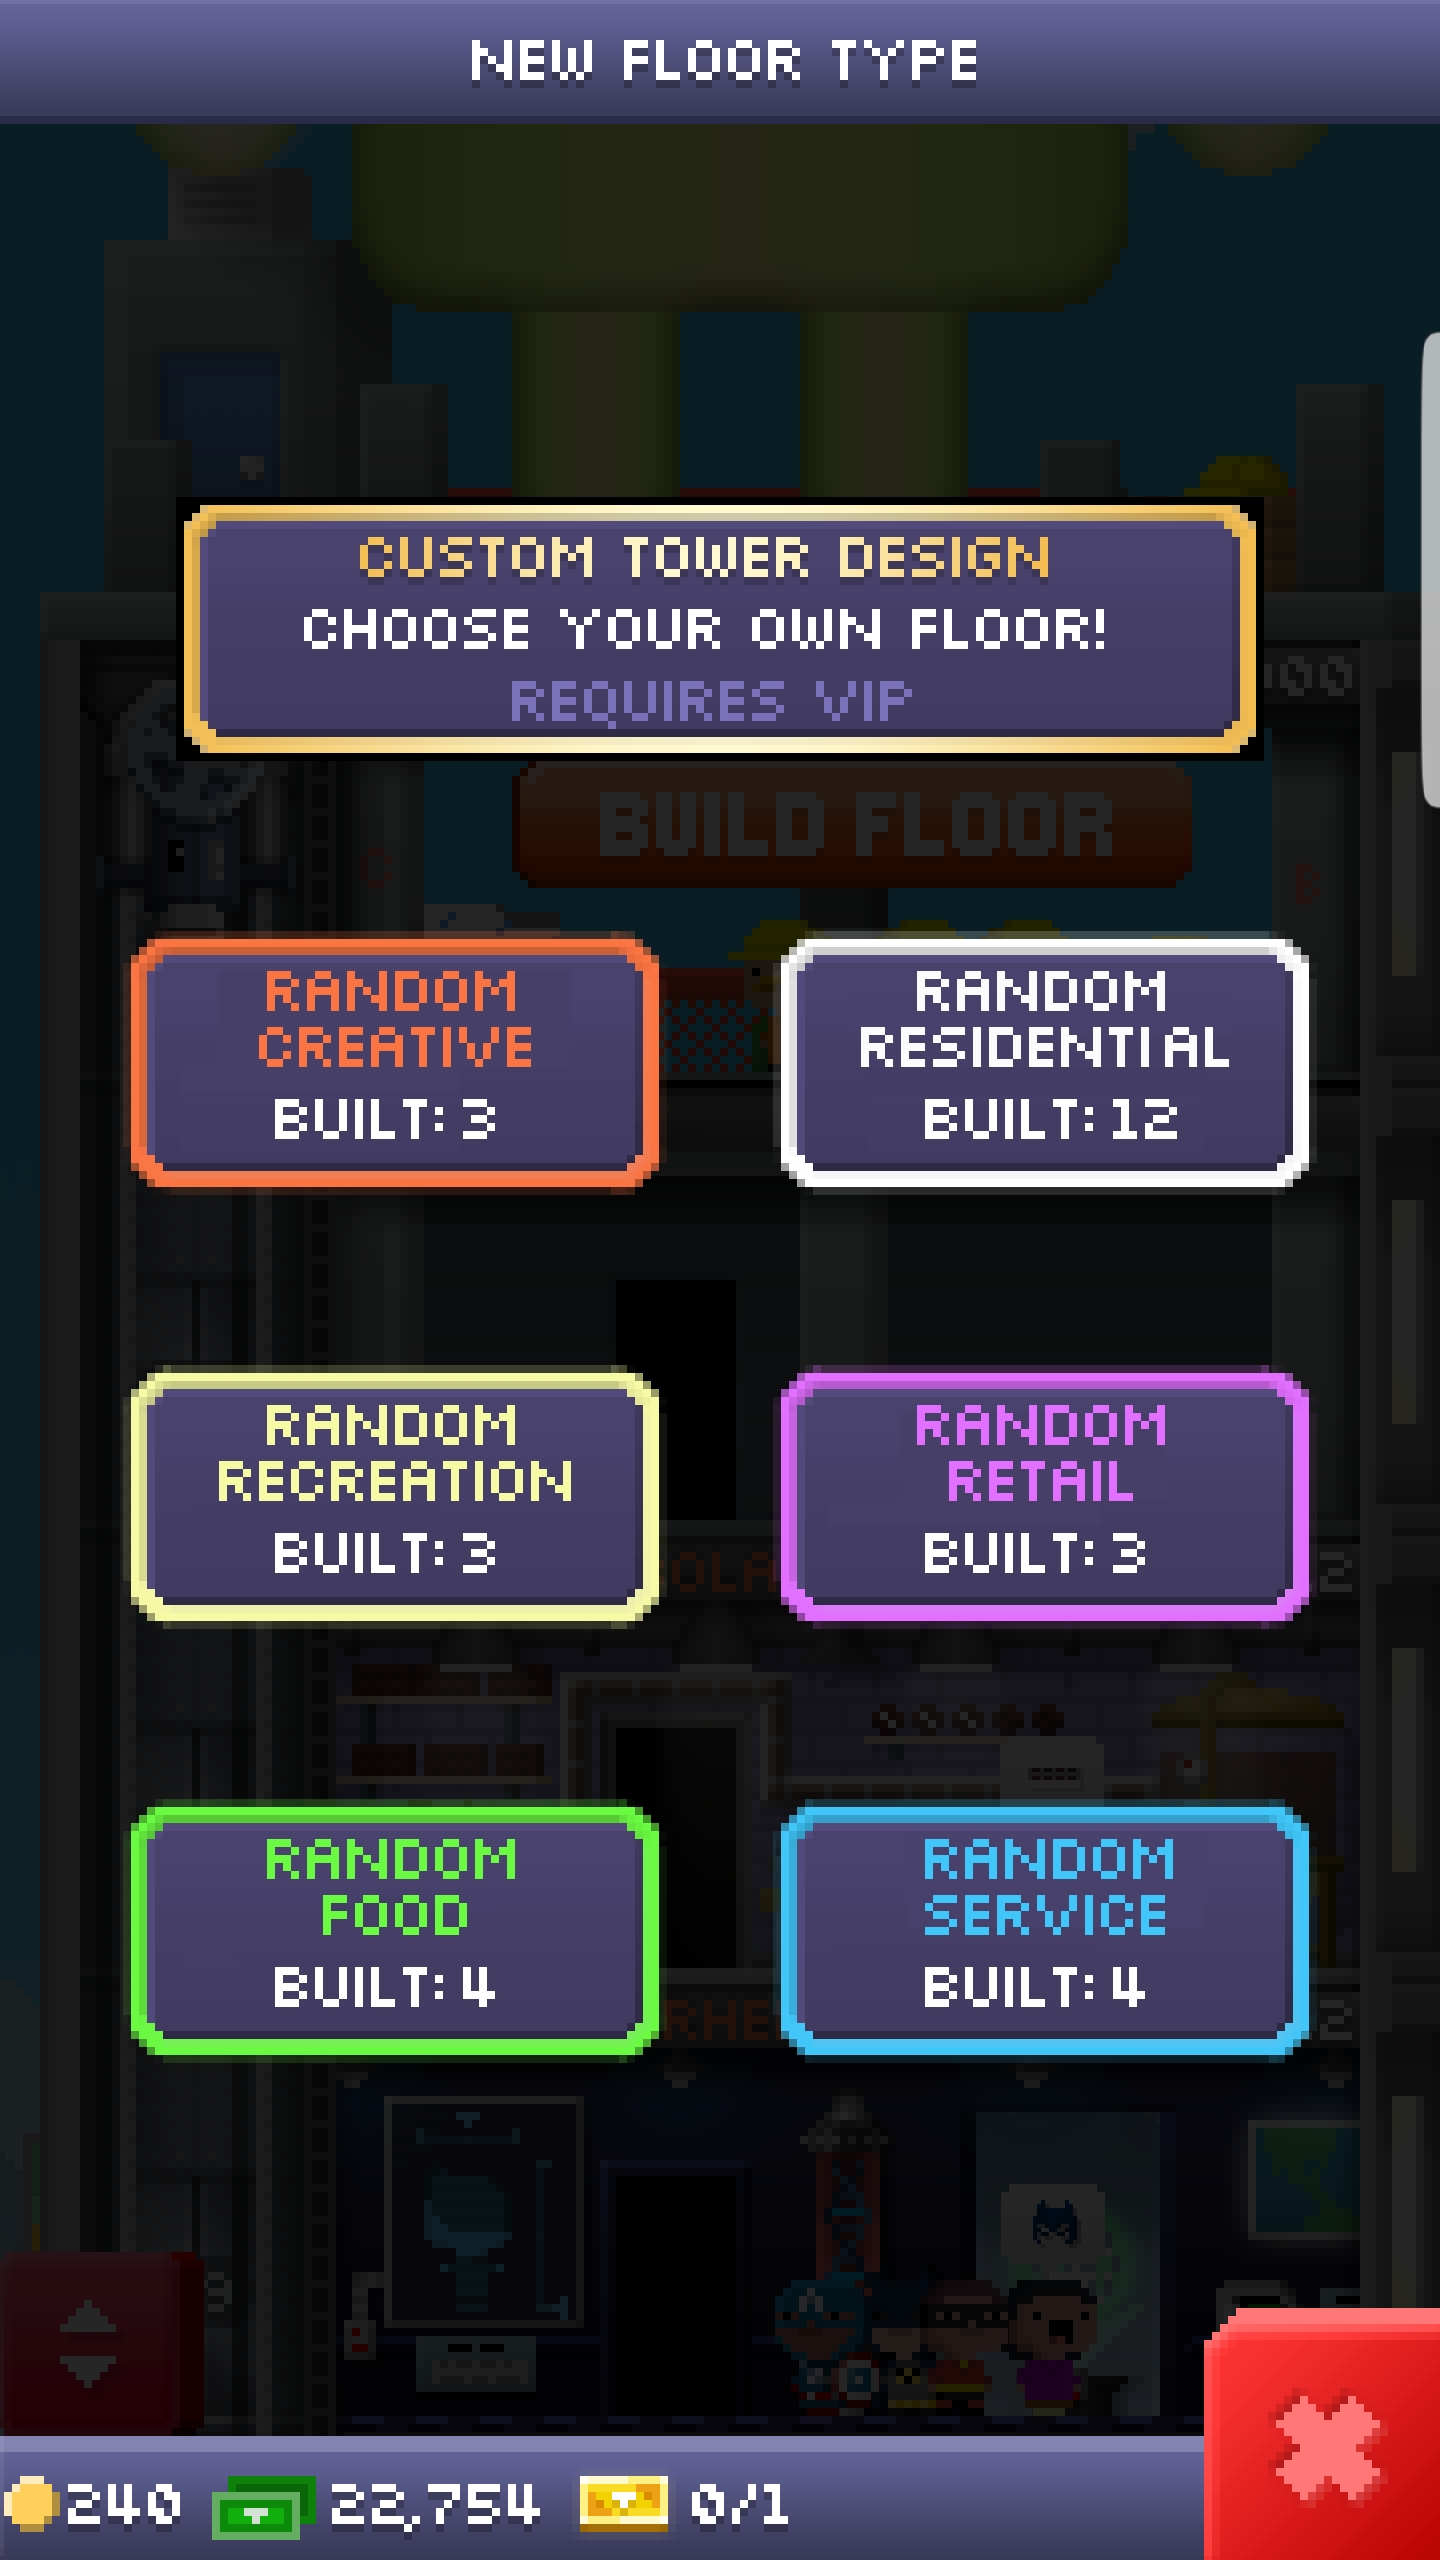 NEW FLOOR TYPE
CUSTOM TOWER DESIGN
CHOOSE YOUR OWN FLOOR!
REQUIRES VIP
BUILD FLOOR
C
B
RANDOM
CREATIVE
BUILT: 3
RANDOM
RESIDENTIAL
BUILT: 12
RANDOM
RECREATION
BUILT: 3
RANDOM
RETAIL
BUILT: 3
RANDOM
FOOD
BUILT: 4
RANDOM
SERVICE
BUILT: 4
240
22,754
0/1